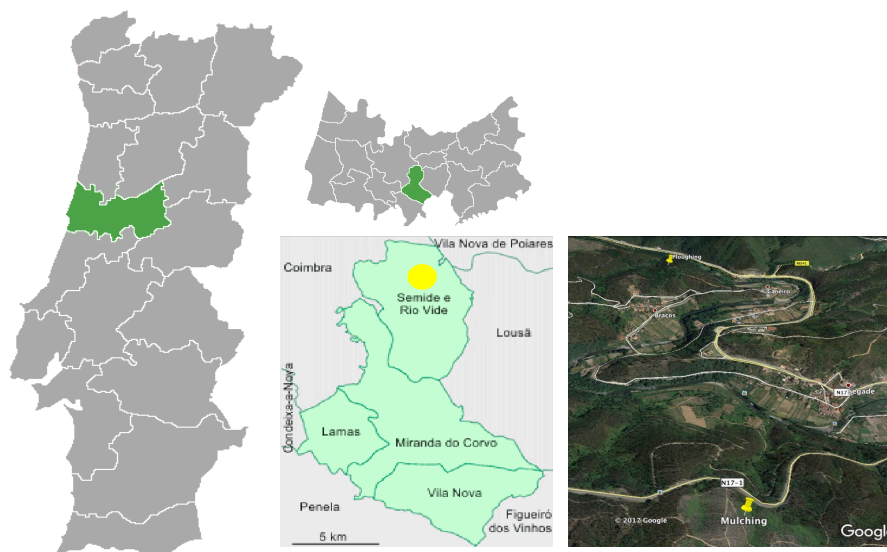 Vila Nova de Poiares
Coimbra
Semide e
Rio Vide
Lousã
Condeixa-a-Nova
Lamas
Miranda do Corvo
Vila Nova
Penela
Figueiró
dos Vinhos
5 km
Ploughing
Braços
N17-1
Mulching
© 2012 Google
Google